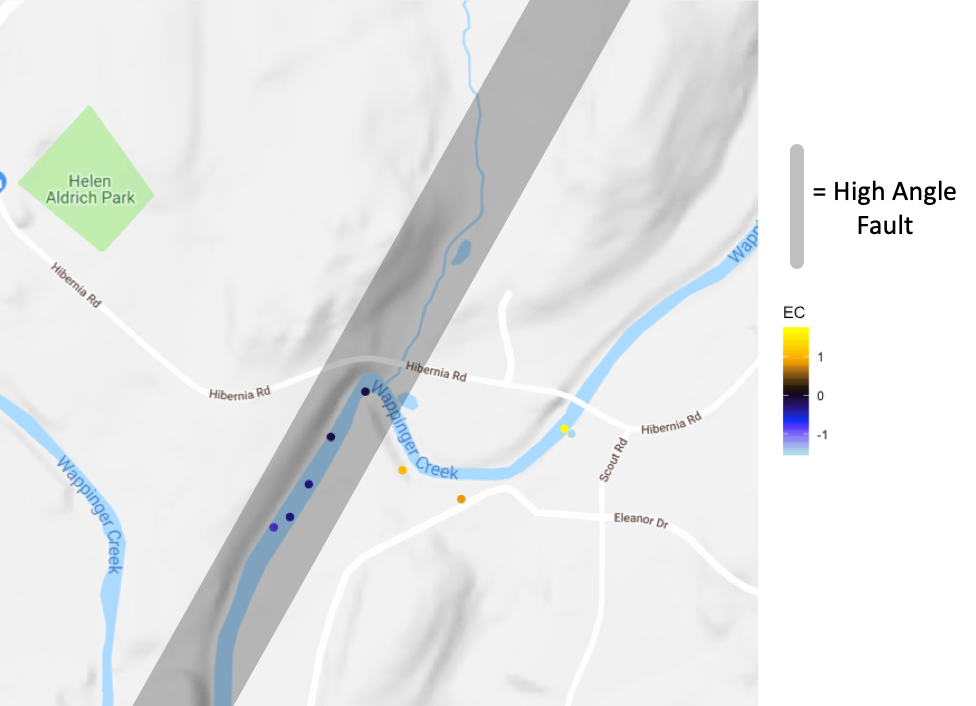 Helen
Aldrich Park
Hibernia Rd
Hibernia Rd
Hibernia Rd
Hibernia Rd
Wappinger Creek
Wappinger Creek
Wappi
Scout Rd
Eleanor Dr
= High Angle
Fault
EC
1
0
-1